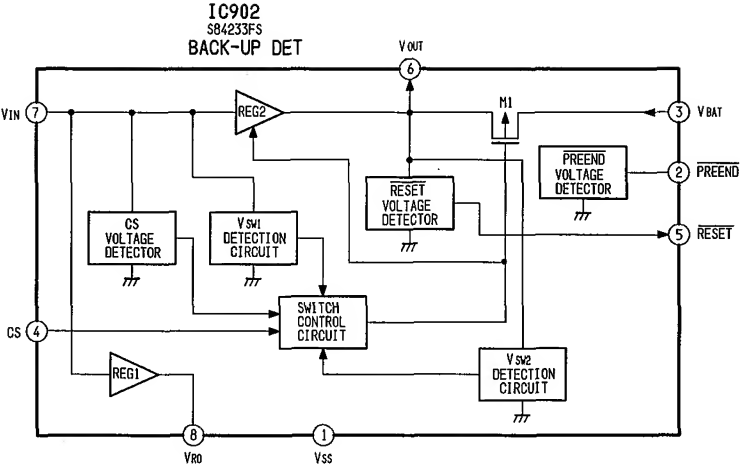 IC902
S84233FS
BACK-UP DET
VOUT
6
VIN
7
REG2
M1
3
VBAT
PREEND
VOLTAGE
DETECTOR
2
PREEND
RESET
VOLTAGE
DETECTOR
5
RESET
CS
VOLTAGE
DETECTOR
VSW1
DETECTION
CIRCUIT
SWITCH
CONTROL
CIRCUIT
CS
4
REG1
VSW2
DETECTION
CIRCUIT
8
VRO
1
VSS